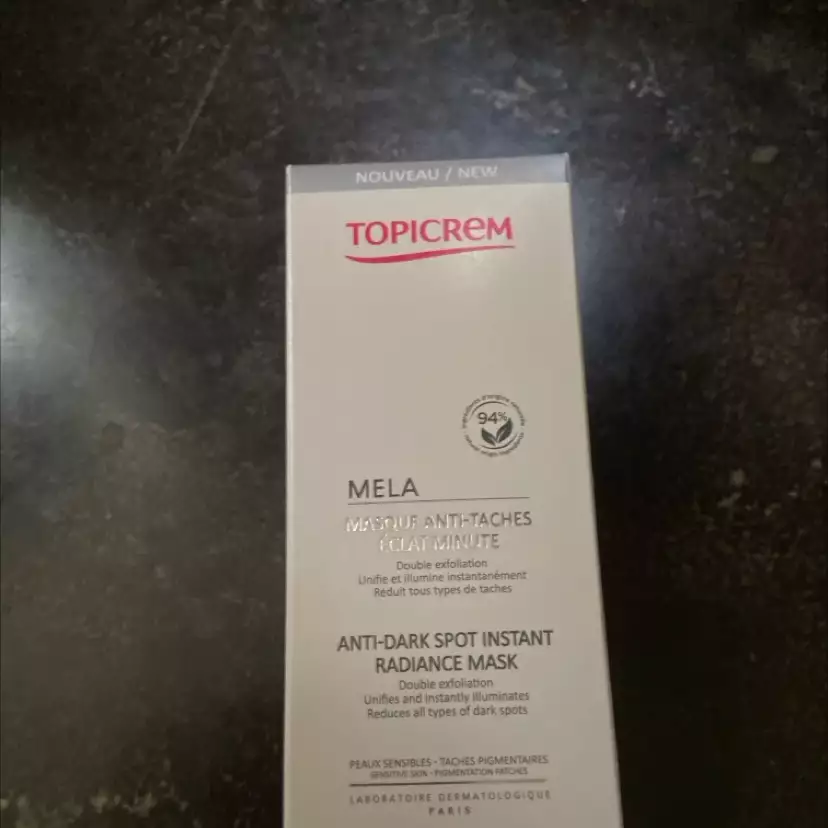 NOUVEAU / NEW
TOPICREM
94%
MELA
MASQUE ANTI-TACHES
ÉCLAT MINUTE
Double exfoliation
Unifie et illumine instantanément
Réduit tous types de taches
ANTI-DARK SPOT INSTANT
RADIANCE MASK
Double exfoliation
Unifies and instantly illuminates
Reduces all types of dark spots
PEAUX SENSIBLES - TACHES PIGMENTAIRES
SENSITIVE SKIN - PIGMENTATION PATCHES
LABORATOIRE DERMATOLOGIQUE
PARIS